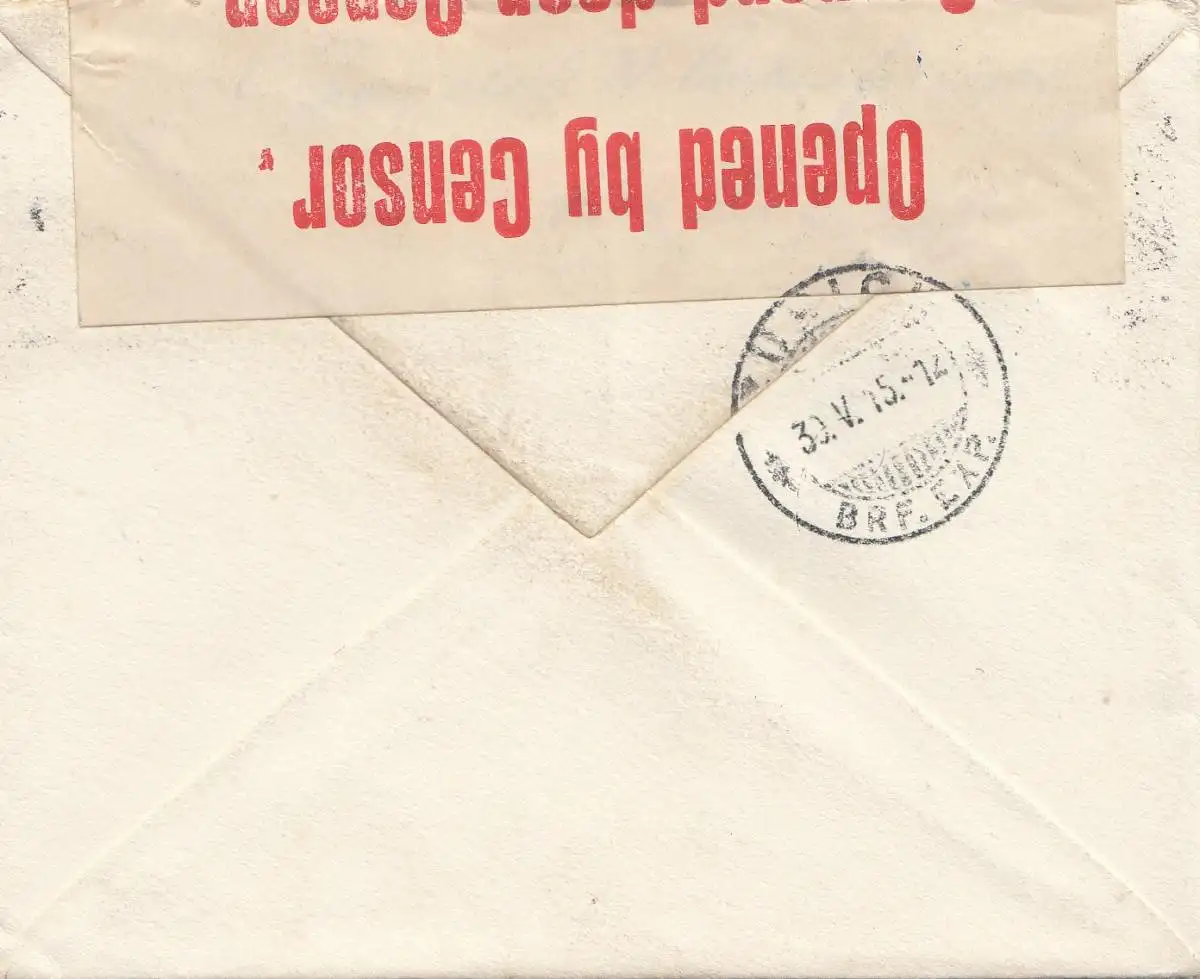 Opened by Censor.
30.V.15.-12
BRF. EXP.